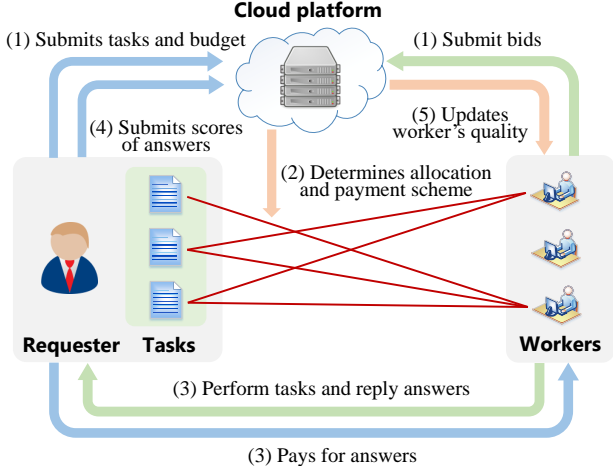 Cloud platform
(1) Submits tasks and budget
(1) Submit bids
(4) Submits scores
of answers
(5) Updates
worker's quality
(2) Determines allocation
and payment scheme
Requester
Tasks
Workers
(3) Perform tasks and reply answers
(3) Pays for answers